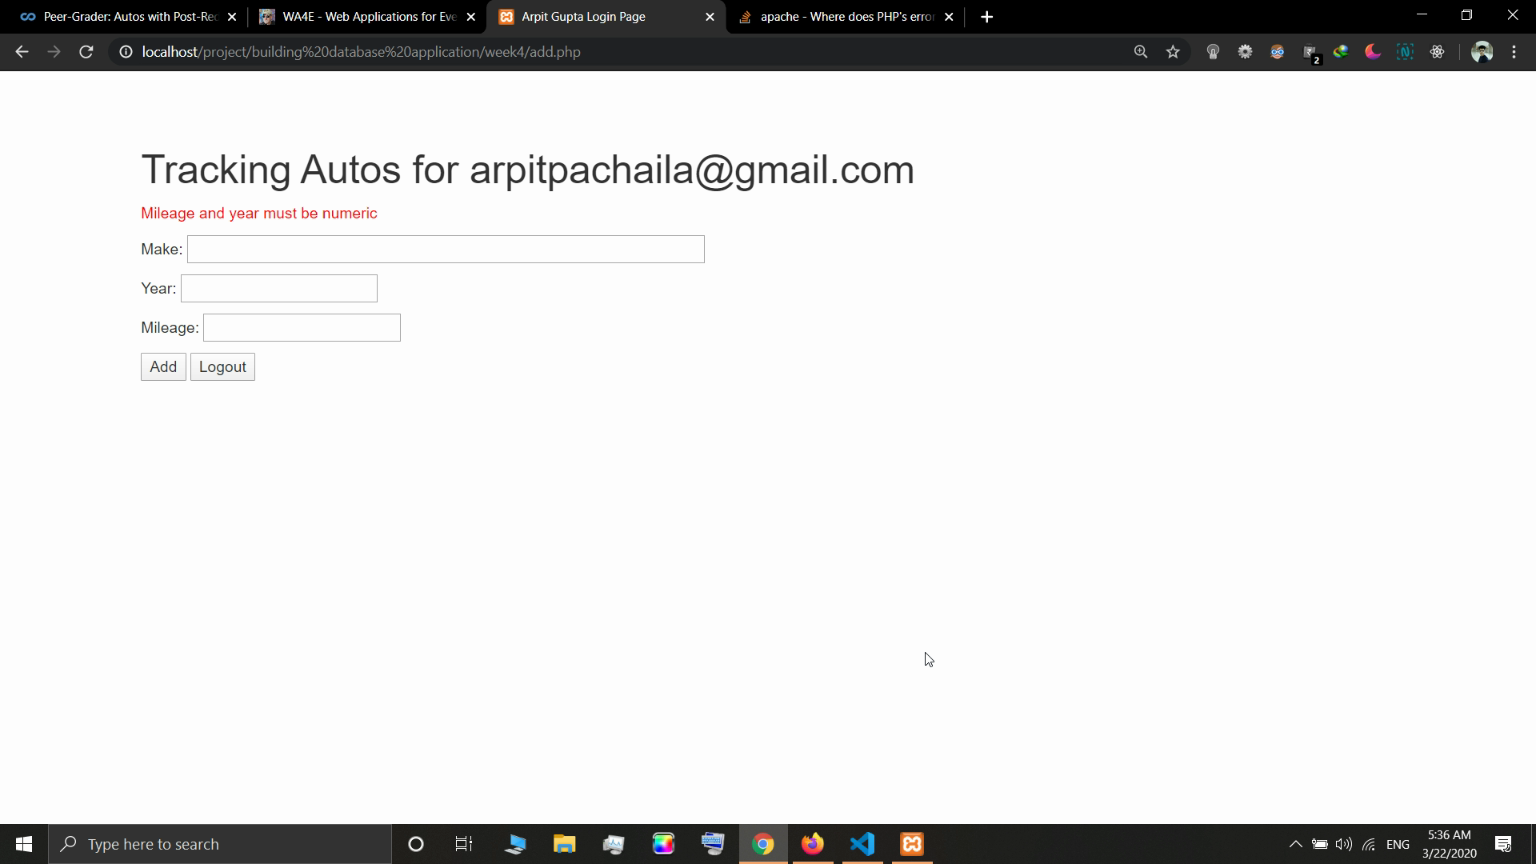 Peer-Grader: Autos with Post-Rec
WA4E - Web Applications for Eve
Arpit Gupta Login Page
apache - Where does PHP's error
localhost/project/building%20database%20application/week4/add.php
2
Tracking Autos for arpitpachaila@gmail.com
Mileage and year must be numeric
Make:
Year:
Mileage:
Add Logout
Type here to search
ENG
5:36 AM
3/22/2020